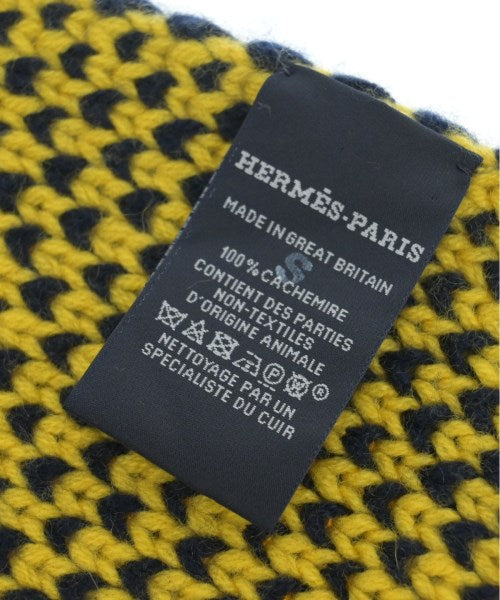 HERMĒS-PARIS
MADE IN GREAT BRITAIN
S
100% CACHEMIRE
CONTIENT DES PARTIES
NON-TEXTILES
D'ORIGINE ANIMALE
P ®
NETTOYAGE PAR UN
SPECIALISTE DU CUIR